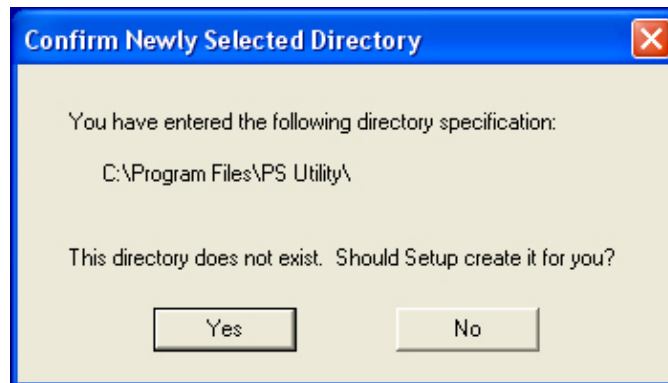 Confirm Newly Selected Directory
You have entered the following directory specification:
C:\Program Files\PS Utility\
This directory does not exist.  Should Setup create it for you?
Yes
No